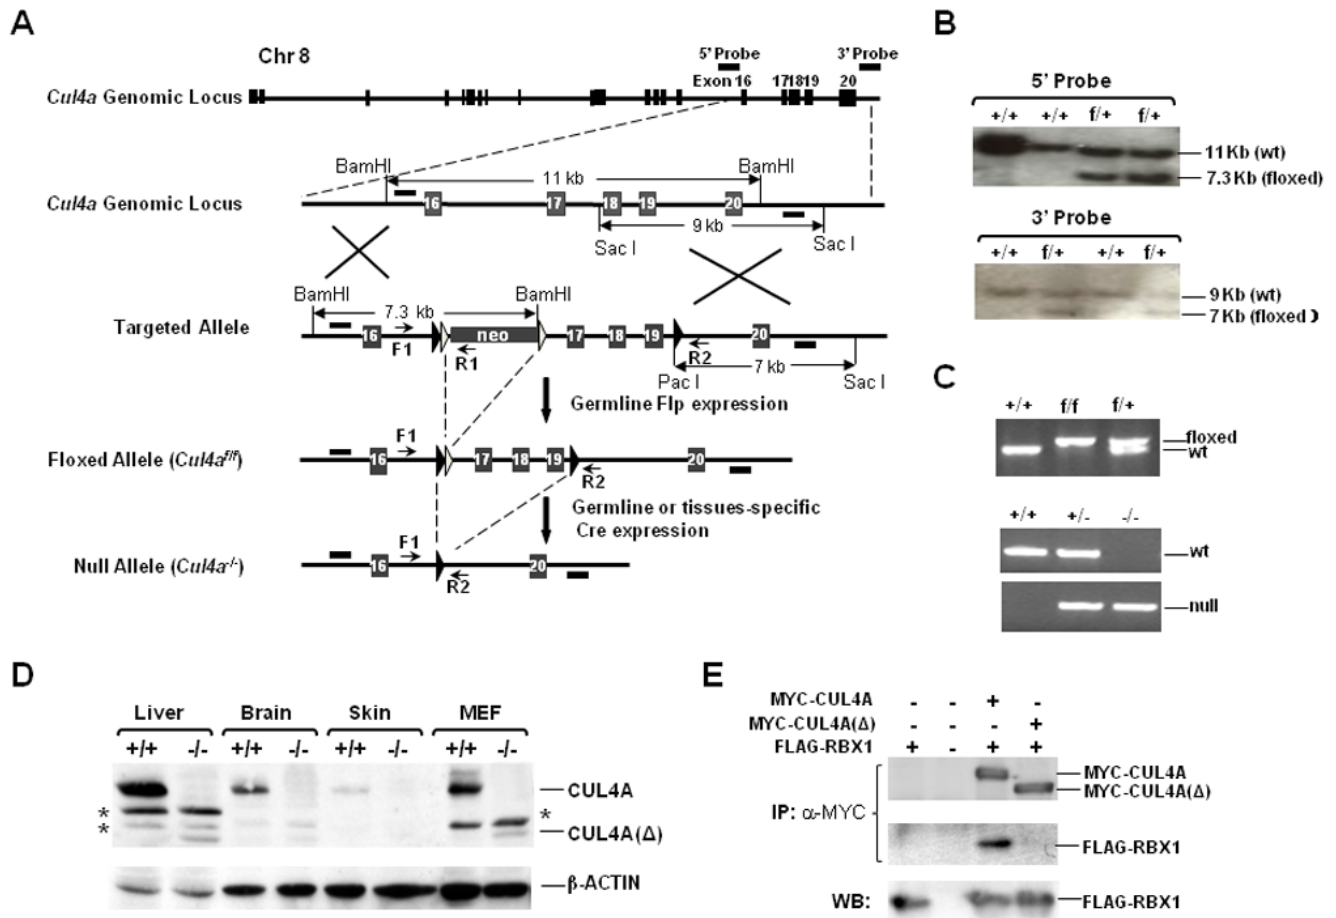 A
Chr 8
5' Probe
3' Probe
Exon 16 17 18 19 20
Cul4a Genomic Locus
BamHI BamHI
11 kb
Cul4a Genomic Locus
16 17 18 19 20
9 kb
Sac I Sac I
BamHI BamHI
7.3 kb
Targeted Allele
16 neo 17 18 19 20
F1 R1 R2
Pac I 7 kb Sac I
Germline Flp expression
F1
Floxed Allele (Cul4a f/f)
16 17 18 19 20
R2
Germline or tissues-specific
Cre expression
F1
Null Allele (Cul4a -/-)
16 20
R2
B
5' Probe
+/+ +/+ f/+ f/+
11 Kb (wt)
7.3 Kb (floxed)
3' Probe
+/+ f/+ +/+ f/+
9 Kb (wt)
7 Kb (floxed)
C
+/+ f/f f/+
floxed
wt
+/+ +/- -/-
wt
null
D
Liver Brain Skin MEF
+/+ -/- +/+ -/- +/+ -/- +/+ -/-
CUL4A
* *
* CUL4A(Δ)
β-ACTIN
E
MYC-CUL4A - - + -
MYC-CUL4A(Δ) - - - +
FLAG-RBX1 + - + +
MYC-CUL4A
MYC-CUL4A(Δ)
IP: α-MYC
FLAG-RBX1
WB: FLAG-RBX1